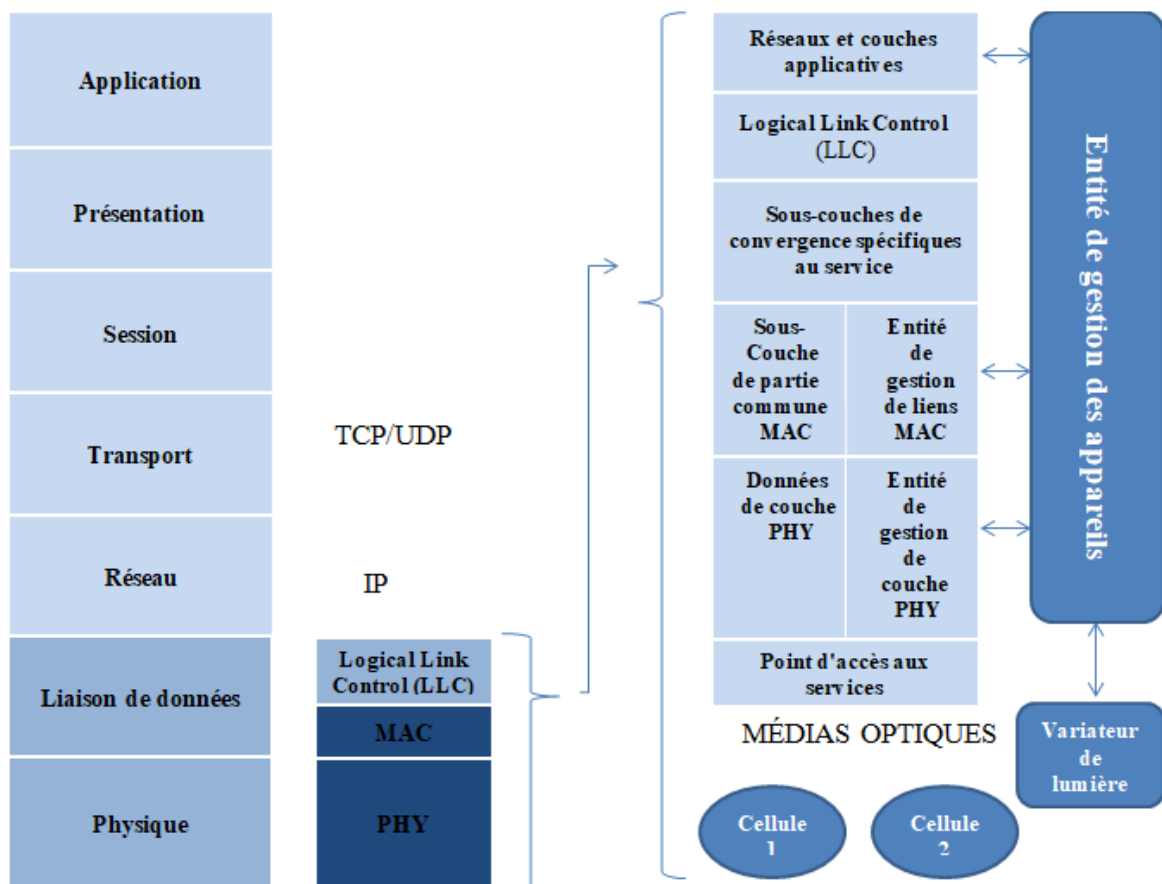 Application
Présentation
Session
Transport
Réseau
Liaison de données
Physique
TCP/UDP
IP
Logical Link
Control (LLC)
MAC
PHY
Réseaux et couches
applicatives
Logical Link Control
(LLC)
Sous-couches de
convergence spécifiques
au service
Sous-
Couche
de partie
commune
MAC
Entité
de
gestion
de liens
MAC
Données
de couche
PHY
Entité
de
gestion
de
couche
PHY
Point d'accès aux
services
MÉDIAS OPTIQUES
Cellule
1
Cellule
2
Entité de gestion des appareils
Variateur
de
lumière